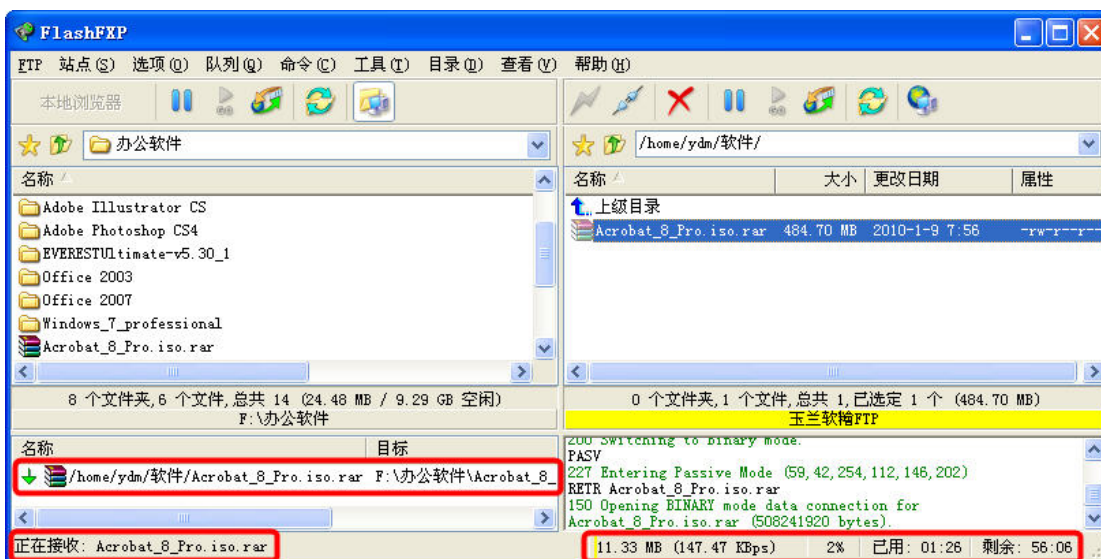 FlashFXP
FTP 站点(S) 选项(O) 队列(Q) 命令(C) 工具(T) 目录(D) 查看(V) 帮助(H)
本地浏览器
办公软件
/home/ydm/软件/
名称
名称 大小 更改日期 属性
Adobe Illustrator CS
Adobe Photoshop CS4
EVERESTUltimate-v5.30_1
Office 2003
Office 2007
Windows_7_professional
Acrobat_8_Pro.iso.rar
上级目录
Acrobat_8_Pro.iso.rar 484.70 MB 2010-1-9 7:56 -rw-r--r--
8 个文件夹,6 个文件,总共 14 (24.48 MB / 9.29 GB 空闲)
F:\办公软件
0 个文件夹,1 个文件,总共 1,已选定 1 个 (484.70 MB)
玉兰软输FTP
名称 目标
/home/ydm/软件/Acrobat_8_Pro.iso.rar F:\办公软件\Acrobat_8_
200 Switching to Binary mode.
PASV
227 Entering Passive Mode (59,42,254,112,146,202)
RETR Acrobat_8_Pro.iso.rar
150 Opening BINARY mode data connection for
Acrobat_8_Pro.iso.rar (508241920 bytes).
正在接收: Acrobat_8_Pro.iso.rar
11.33 MB (147.47 KBps) 2% 已用: 01:26 剩余: 56:06